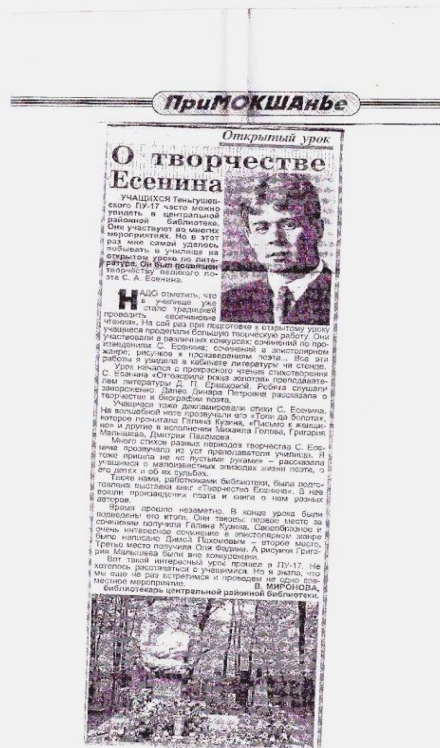 ПриМОКШАнЬе
Открытый урок
О творчестве
Есенина
УЧАЩИХСЯ Теньгушев-
ского ПУ-17 часто можно
увидеть в центральной
районной библиотеке.
Они участвуют во многих
мероприятиях. Но в этот
раз мне самой удалось
побывать в училище на
открытом уроке по лите-
ратуре. Он был посвящен
творчеству великого по-
эта С. А. Есенина.
НАДО отметить, что
в училище уже
стало традицией
проводить «есенинские
чтения». На сей раз при подготовке к открытому уроку
учащиеся проделали большую творческую работу. Они
участвовали в различных конкурсах: сочинений по про-
изведениям С. Есенина; сочинений в эпистолярном
жанре; рисунков к произведениям поэта... Все эти
работы я увидела в кабинете литературы на стенде.
Урок начался с прекрасного чтения стихотворения
С. Есенина «Отговорила роща золотая» преподавате-
лем литературы Д. П. Ермаковой. Ребята слушали
завороженно. Далее Динара Петровна рассказала о
творчестве и биографии поэта.
Учащиеся тоже декламировали стихи С. Есенина.
На волшебной ноте прозвучали его «Топи да болота»,
которое прочитала Галина Кузина, «Письмо к женщи-
не» и другие в исполнении Михаила Голова, Григория
Малышева, Дмитрия Пахомова.
Много стихов разных периодов творчества С. Есе-
нина прозвучало из уст преподавателя училища. Я
тоже пришла не «с пустыми руками» – рассказала
учащимся о малоизвестных эпизодах жизни поэта, о
его детях и об их судьбах.
Также нами, работниками библиотеки, была подго-
товлена выставка книг «Творчество Есенина». В нее
вошли произведения поэта и книги о нем разных
авторов.
Время прошло незаметно. В конце урока были
подведены его итоги. Они таковы: первое место за
сочинение получила Галина Кузина. Своеобразное и
очень интересное сочинение в эпистолярном жанре
было написано Димой Пахомовым – второе место.
Третье место получила Оля Фадина. А рисунки Григо-
рия Малышева были вне конкуренции.
Вот такой интересный урок прошел в ПУ-17. Не
хотелось расставаться с учащимися. Но я знала, что
мы еще не раз встретимся и проведем не одно сов-
местное мероприятие.
В. МИРОНОВА,
библиотекарь центральной районной библиотеки.